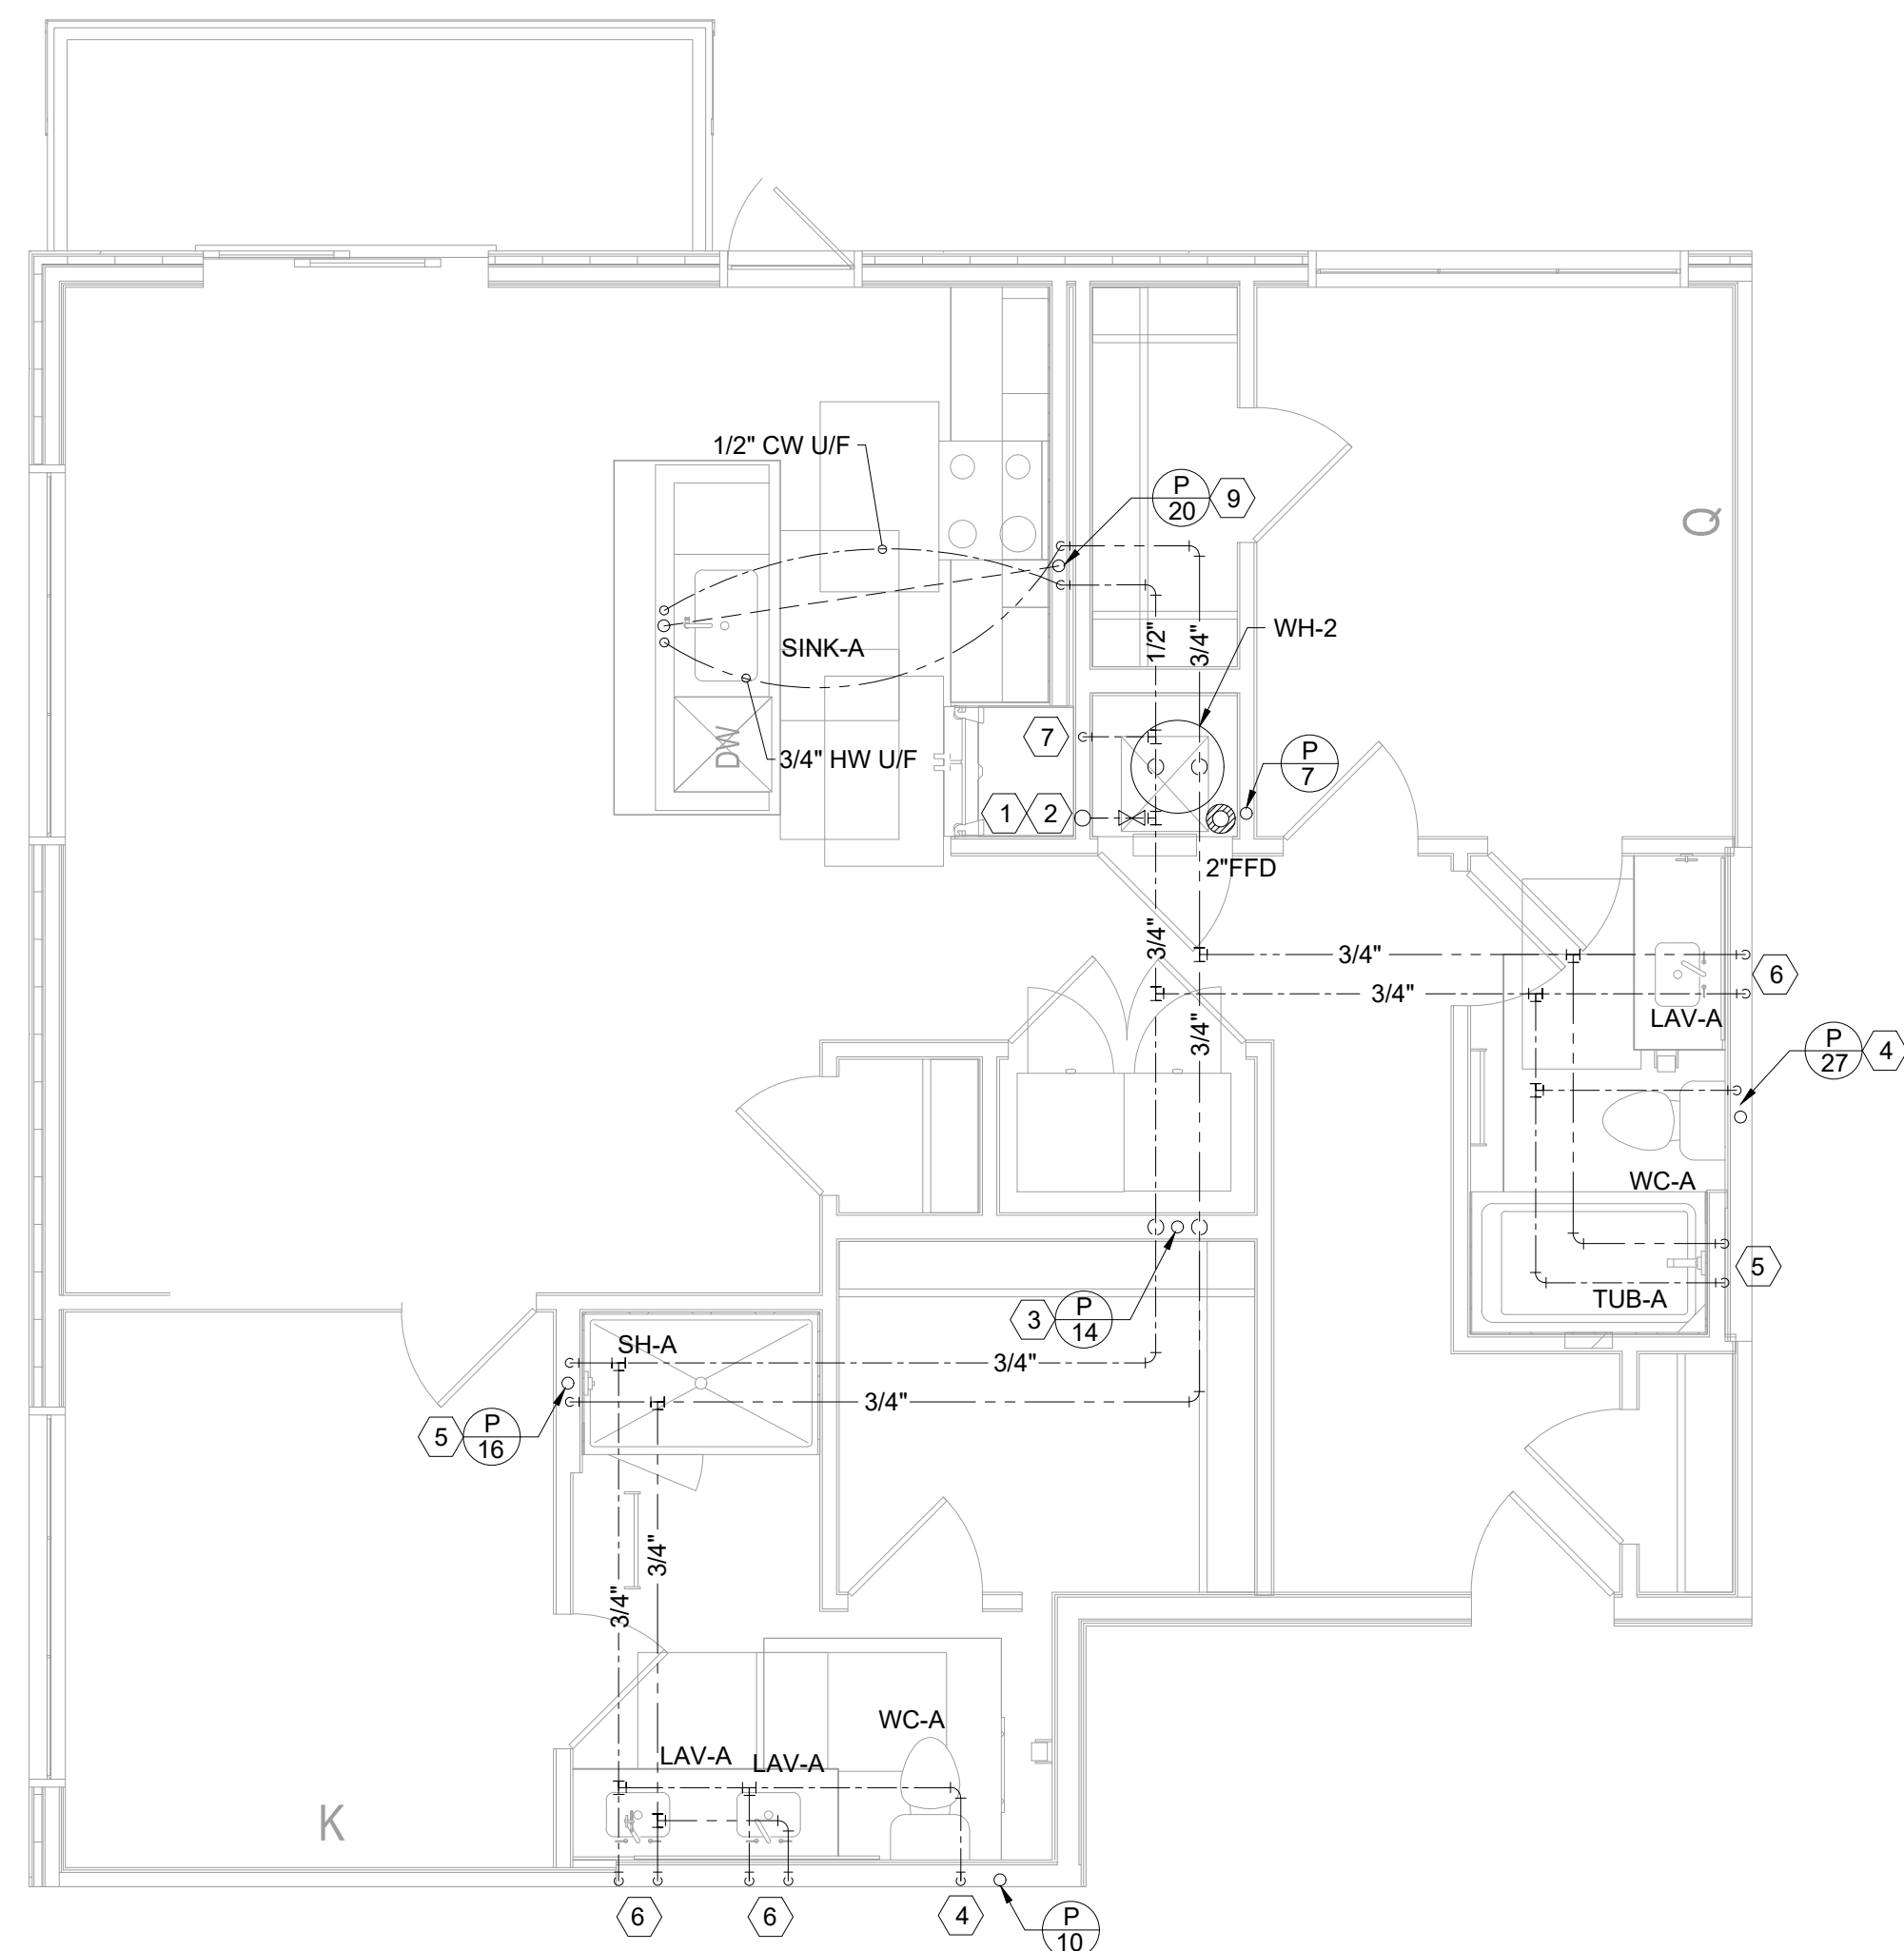 1/2" CW U/F
P
20
9
Q
1/2"
3/4"
WH-2
SINK-A
DW
3/4" HW U/F
7
P
7
1
2
2"FFD
3/4"
3/4"
3/4"
6
LAV-A
3/4"
P
27
4
WC-A
5
TUB-A
3
P
14
SH-A
3/4"
3/4"
5
P
16
3/4"
3/4"
WC-A
LAV-A
LAV-A
K
6
6
4
P
10